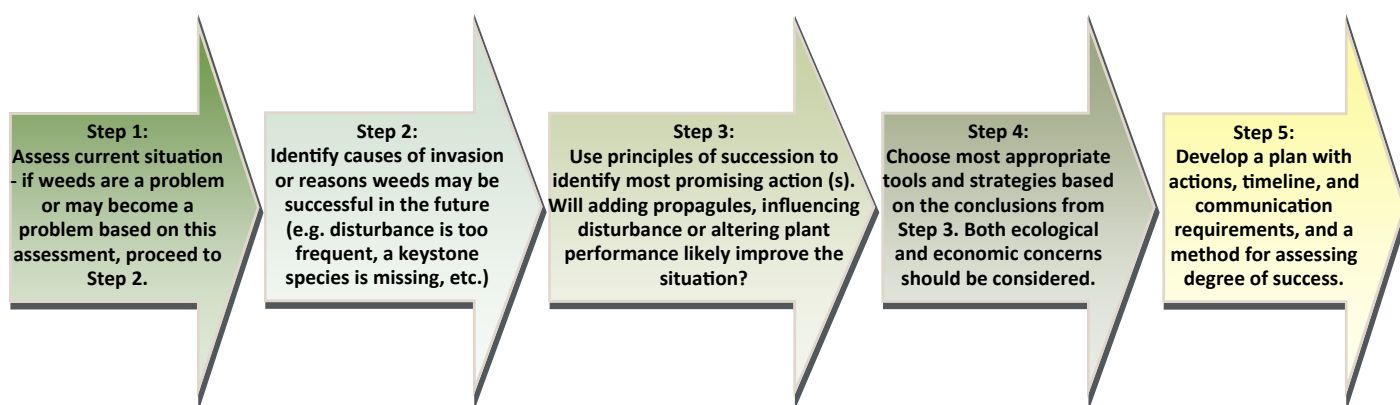 Step 1:
Assess current situation
- if weeds are a problem
or may become a
problem based on this
assessment, proceed to
Step 2.
Step 2:
Identify causes of invasion
or reasons weeds may be
successful in the future
(e.g. disturbance is too
frequent, a keystone
species is missing, etc.)
Step 3:
Use principles of succession to
identify most promising action (s).
Will adding propagules, influencing
disturbance or altering plant
performance likely improve the
situation?
Step 4:
Choose most appropriate
tools and strategies based
on the conclusions from
Step 3. Both ecological
and economic concerns
should be considered.
Step 5:
Develop a plan with
actions, timeline, and
communication
requirements, and a
method for assessing
degree of success.